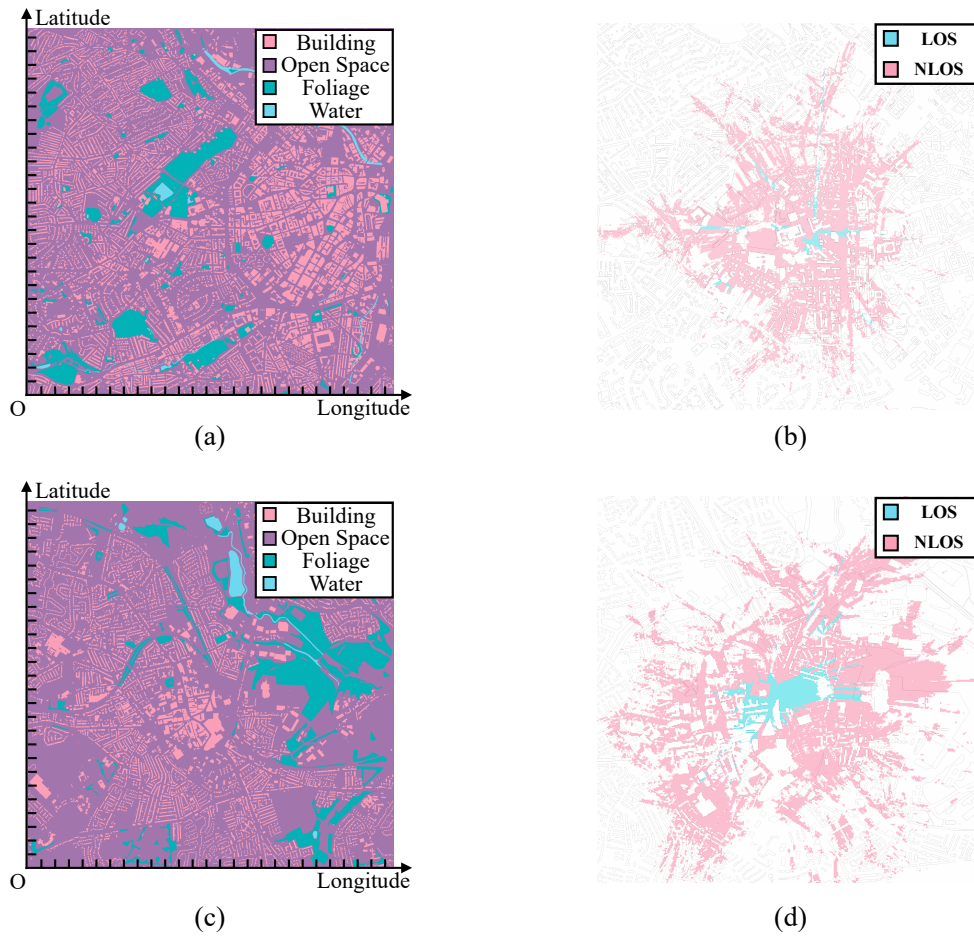 Latitude
Building
Open Space
Foliage
Water
O
Longitude
(a)
LOS
NLOS
(b)
Latitude
Building
Open Space
Foliage
Water
O
Longitude
(c)
LOS
NLOS
(d)